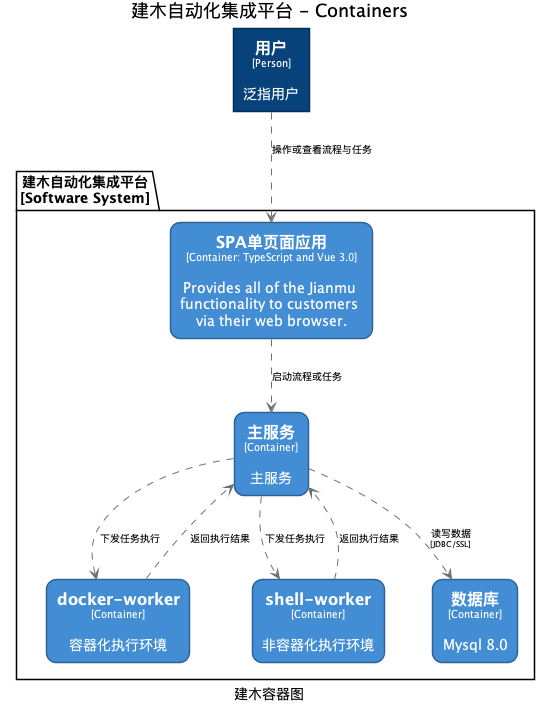 建木自动化集成平台 - Containers
用户
[Person]
泛指用户
操作或查看流程与任务
建木自动化集成平台
[Software System]
SPA单页面应用
[Container: TypeScript and Vue 3.0]
Provides all of the Jianmu
functionality to customers
via their web browser.
启动流程或任务
主服务
[Container]
主服务
下发任务执行
返回执行结果
下发任务执行
返回执行结果
读写数据
[JDBC/SSL]
docker-worker
[Container]
容器化执行环境
shell-worker
[Container]
非容器化执行环境
数据库
[Container]
Mysql 8.0
建木容器图